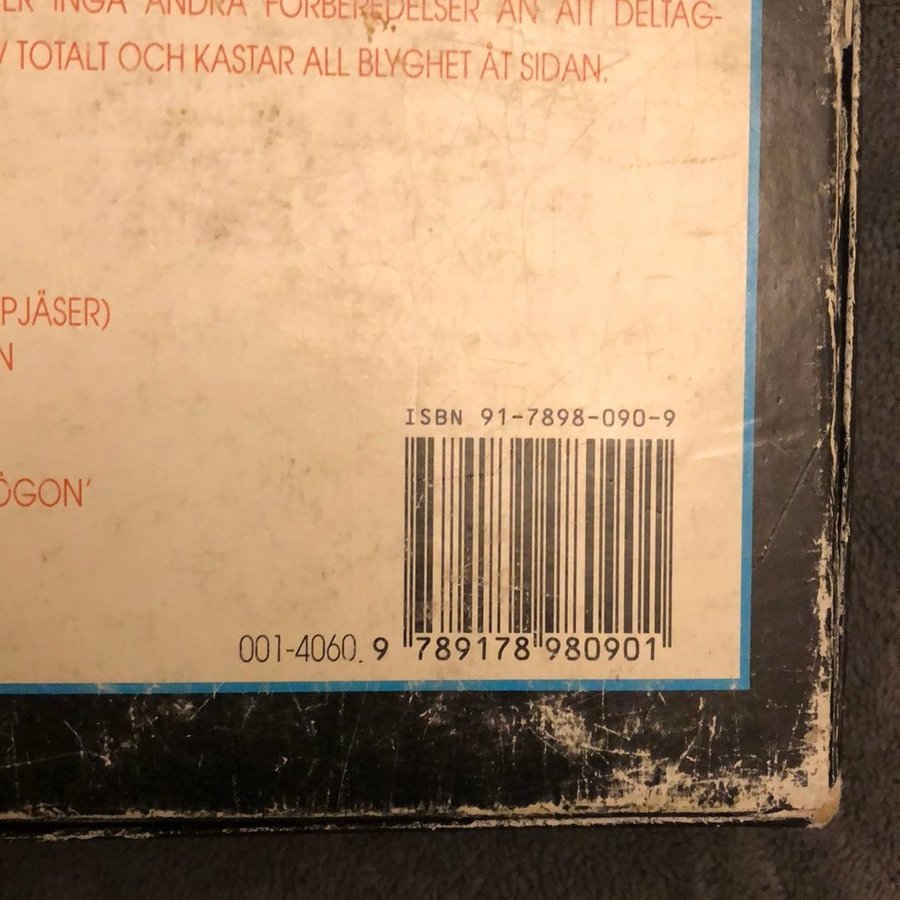 INGA ANDRA FÖRBEREDELSER ÄN ATT DELTAG-
TOTALT OCH KASTAR ALL BLYGHET ÅT SIDAN.
PJÄSER)
N
ÖGON'
ISBN 91-7898-090-9
001-4060. 9 789178 980901